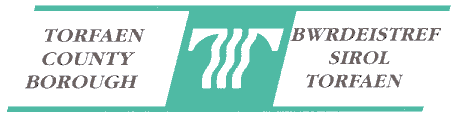 TORFAEN
COUNTY
BOROUGH
BWRDEISTREF
SIROL
TORFAEN